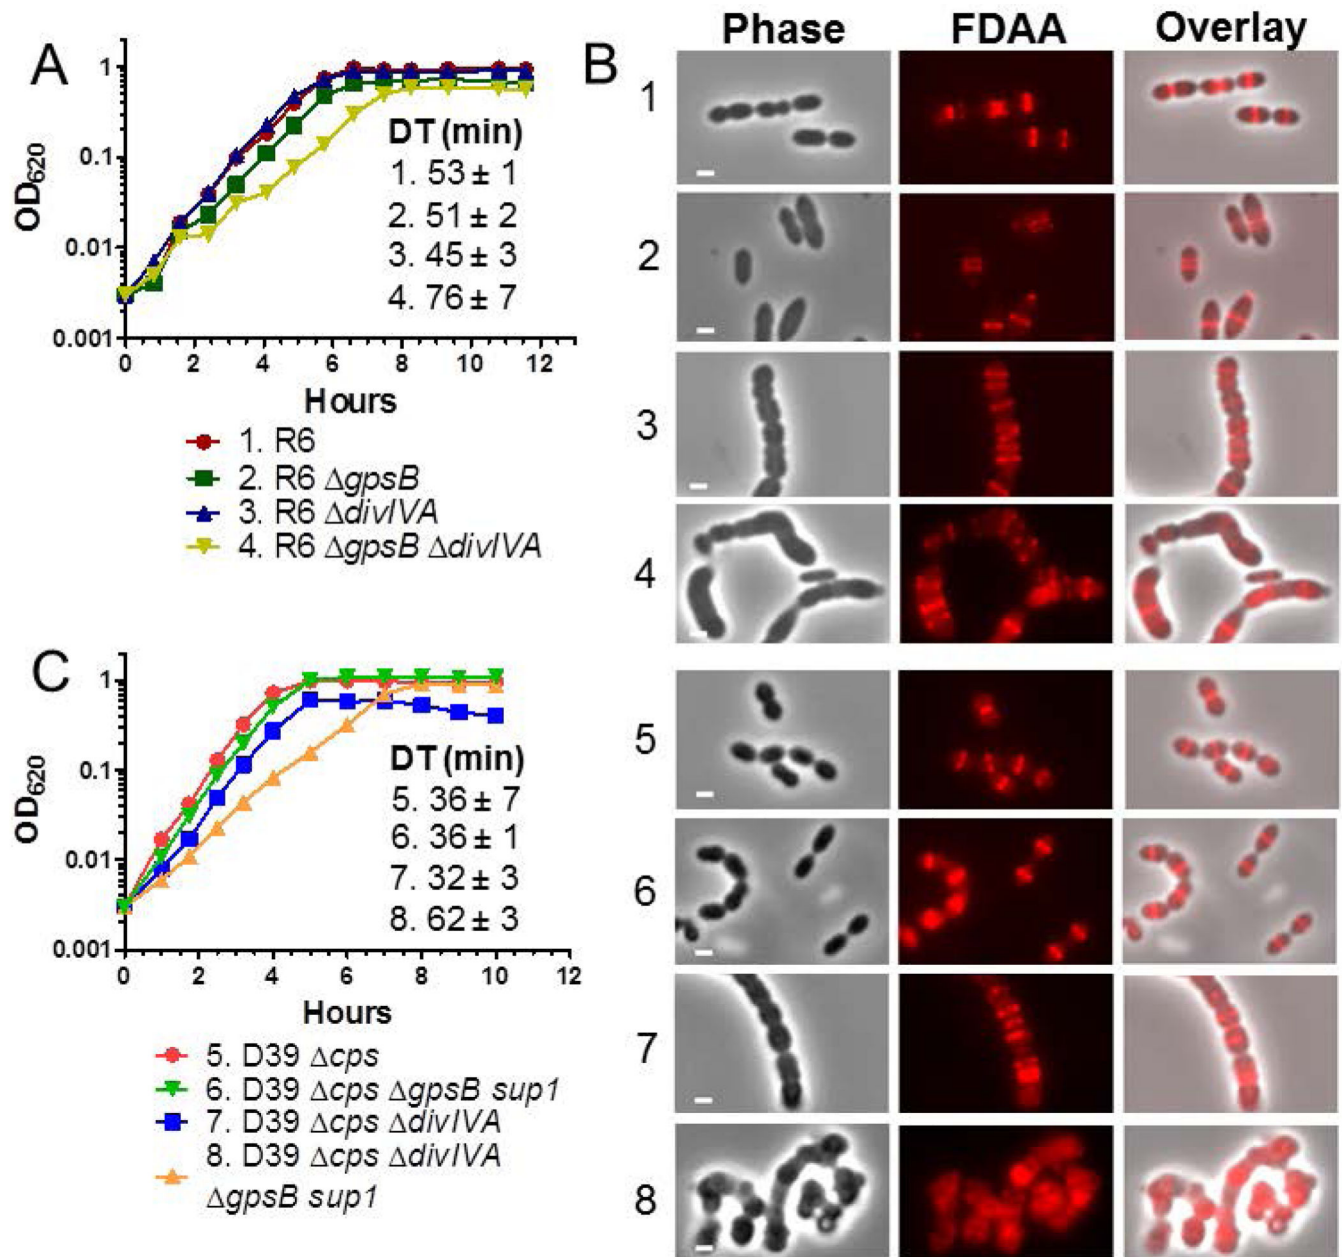 A
OD620
1
0.1
0.01
0.001
0 2 4 6 8 10 12
Hours
DT (min)
1. 53 ± 1
2. 51 ± 2
3. 45 ± 3
4. 76 ± 7
1. R6
2. R6 ΔgpsB
3. R6 ΔdivIVA
4. R6 ΔgpsB ΔdivIVA
C
OD620
1
0.1
0.01
0.001
0 2 4 6 8 10 12
Hours
DT (min)
5. 36 ± 7
6. 36 ± 1
7. 32 ± 3
8. 62 ± 3
5. D39 Δcps
6. D39 Δcps ΔgpsB sup1
7. D39 Δcps ΔdivIVA
8. D39 Δcps ΔdivIVA
ΔgpsB sup1
B
Phase FDAA Overlay
1
2
3
4
5
6
7
8